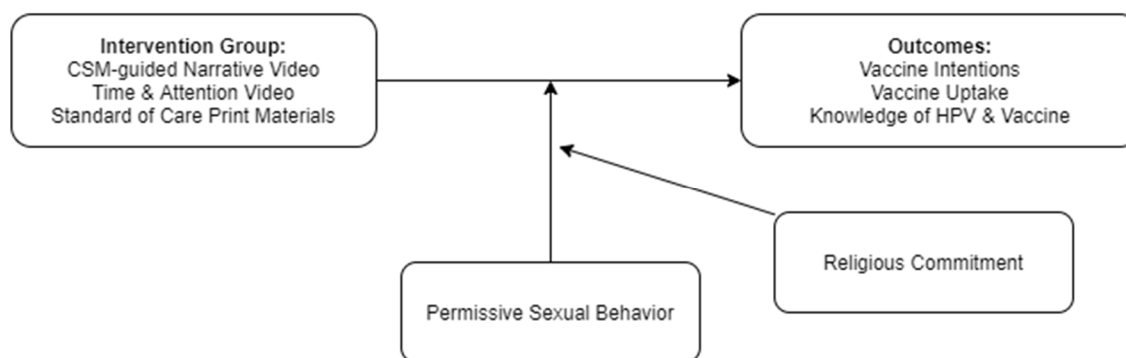 Intervention Group:
CSM-guided Narrative Video
Time & Attention Video
Standard of Care Print Materials
Outcomes:
Vaccine Intentions
Vaccine Uptake
Knowledge of HPV & Vaccine
Religious Commitment
Permissive Sexual Behavior